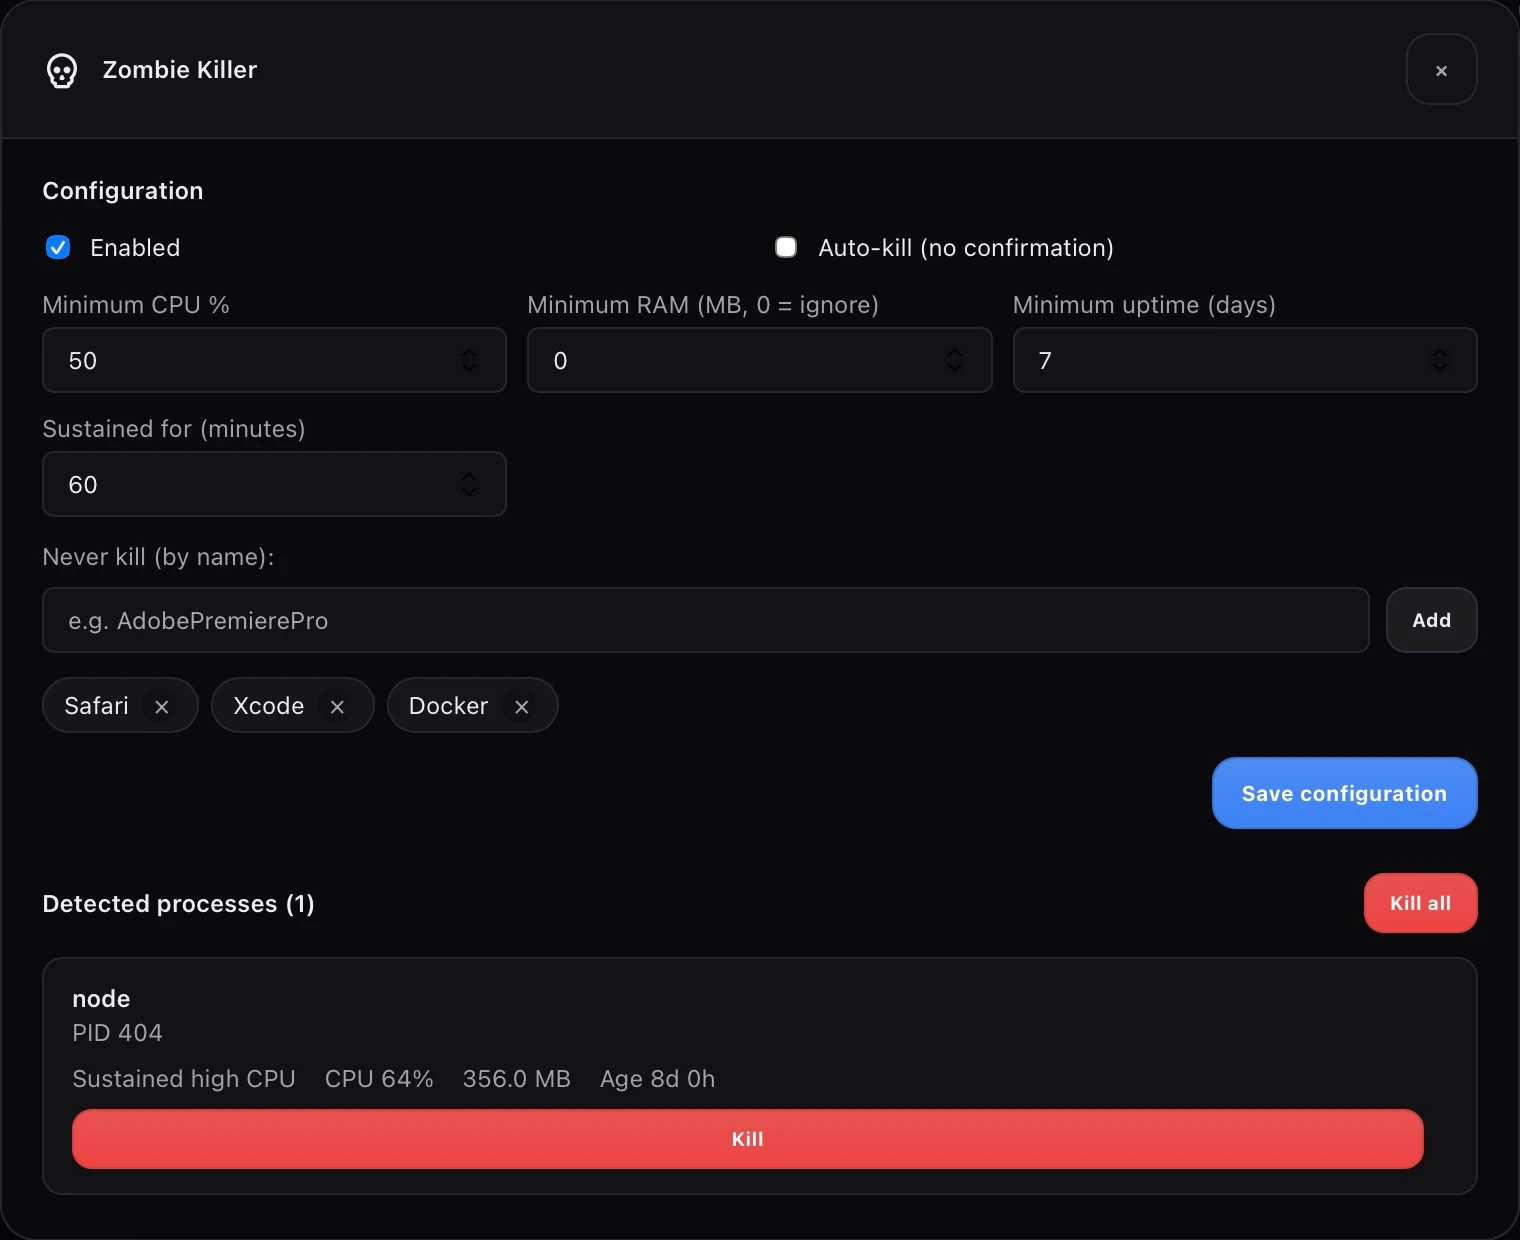 Zombie Killer
×
Configuration
Enabled
Auto-kill (no confirmation)
Minimum CPU %
Minimum RAM (MB, 0 = ignore)
Minimum uptime (days)
50
0
7
Sustained for (minutes)
60
Never kill (by name):
e.g. AdobePremierePro
Add
Safari ×
Xcode ×
Docker ×
Save configuration
Detected processes (1)
Kill all
node
PID 404
Sustained high CPU CPU 64% 356.0 MB Age 8d 0h
Kill